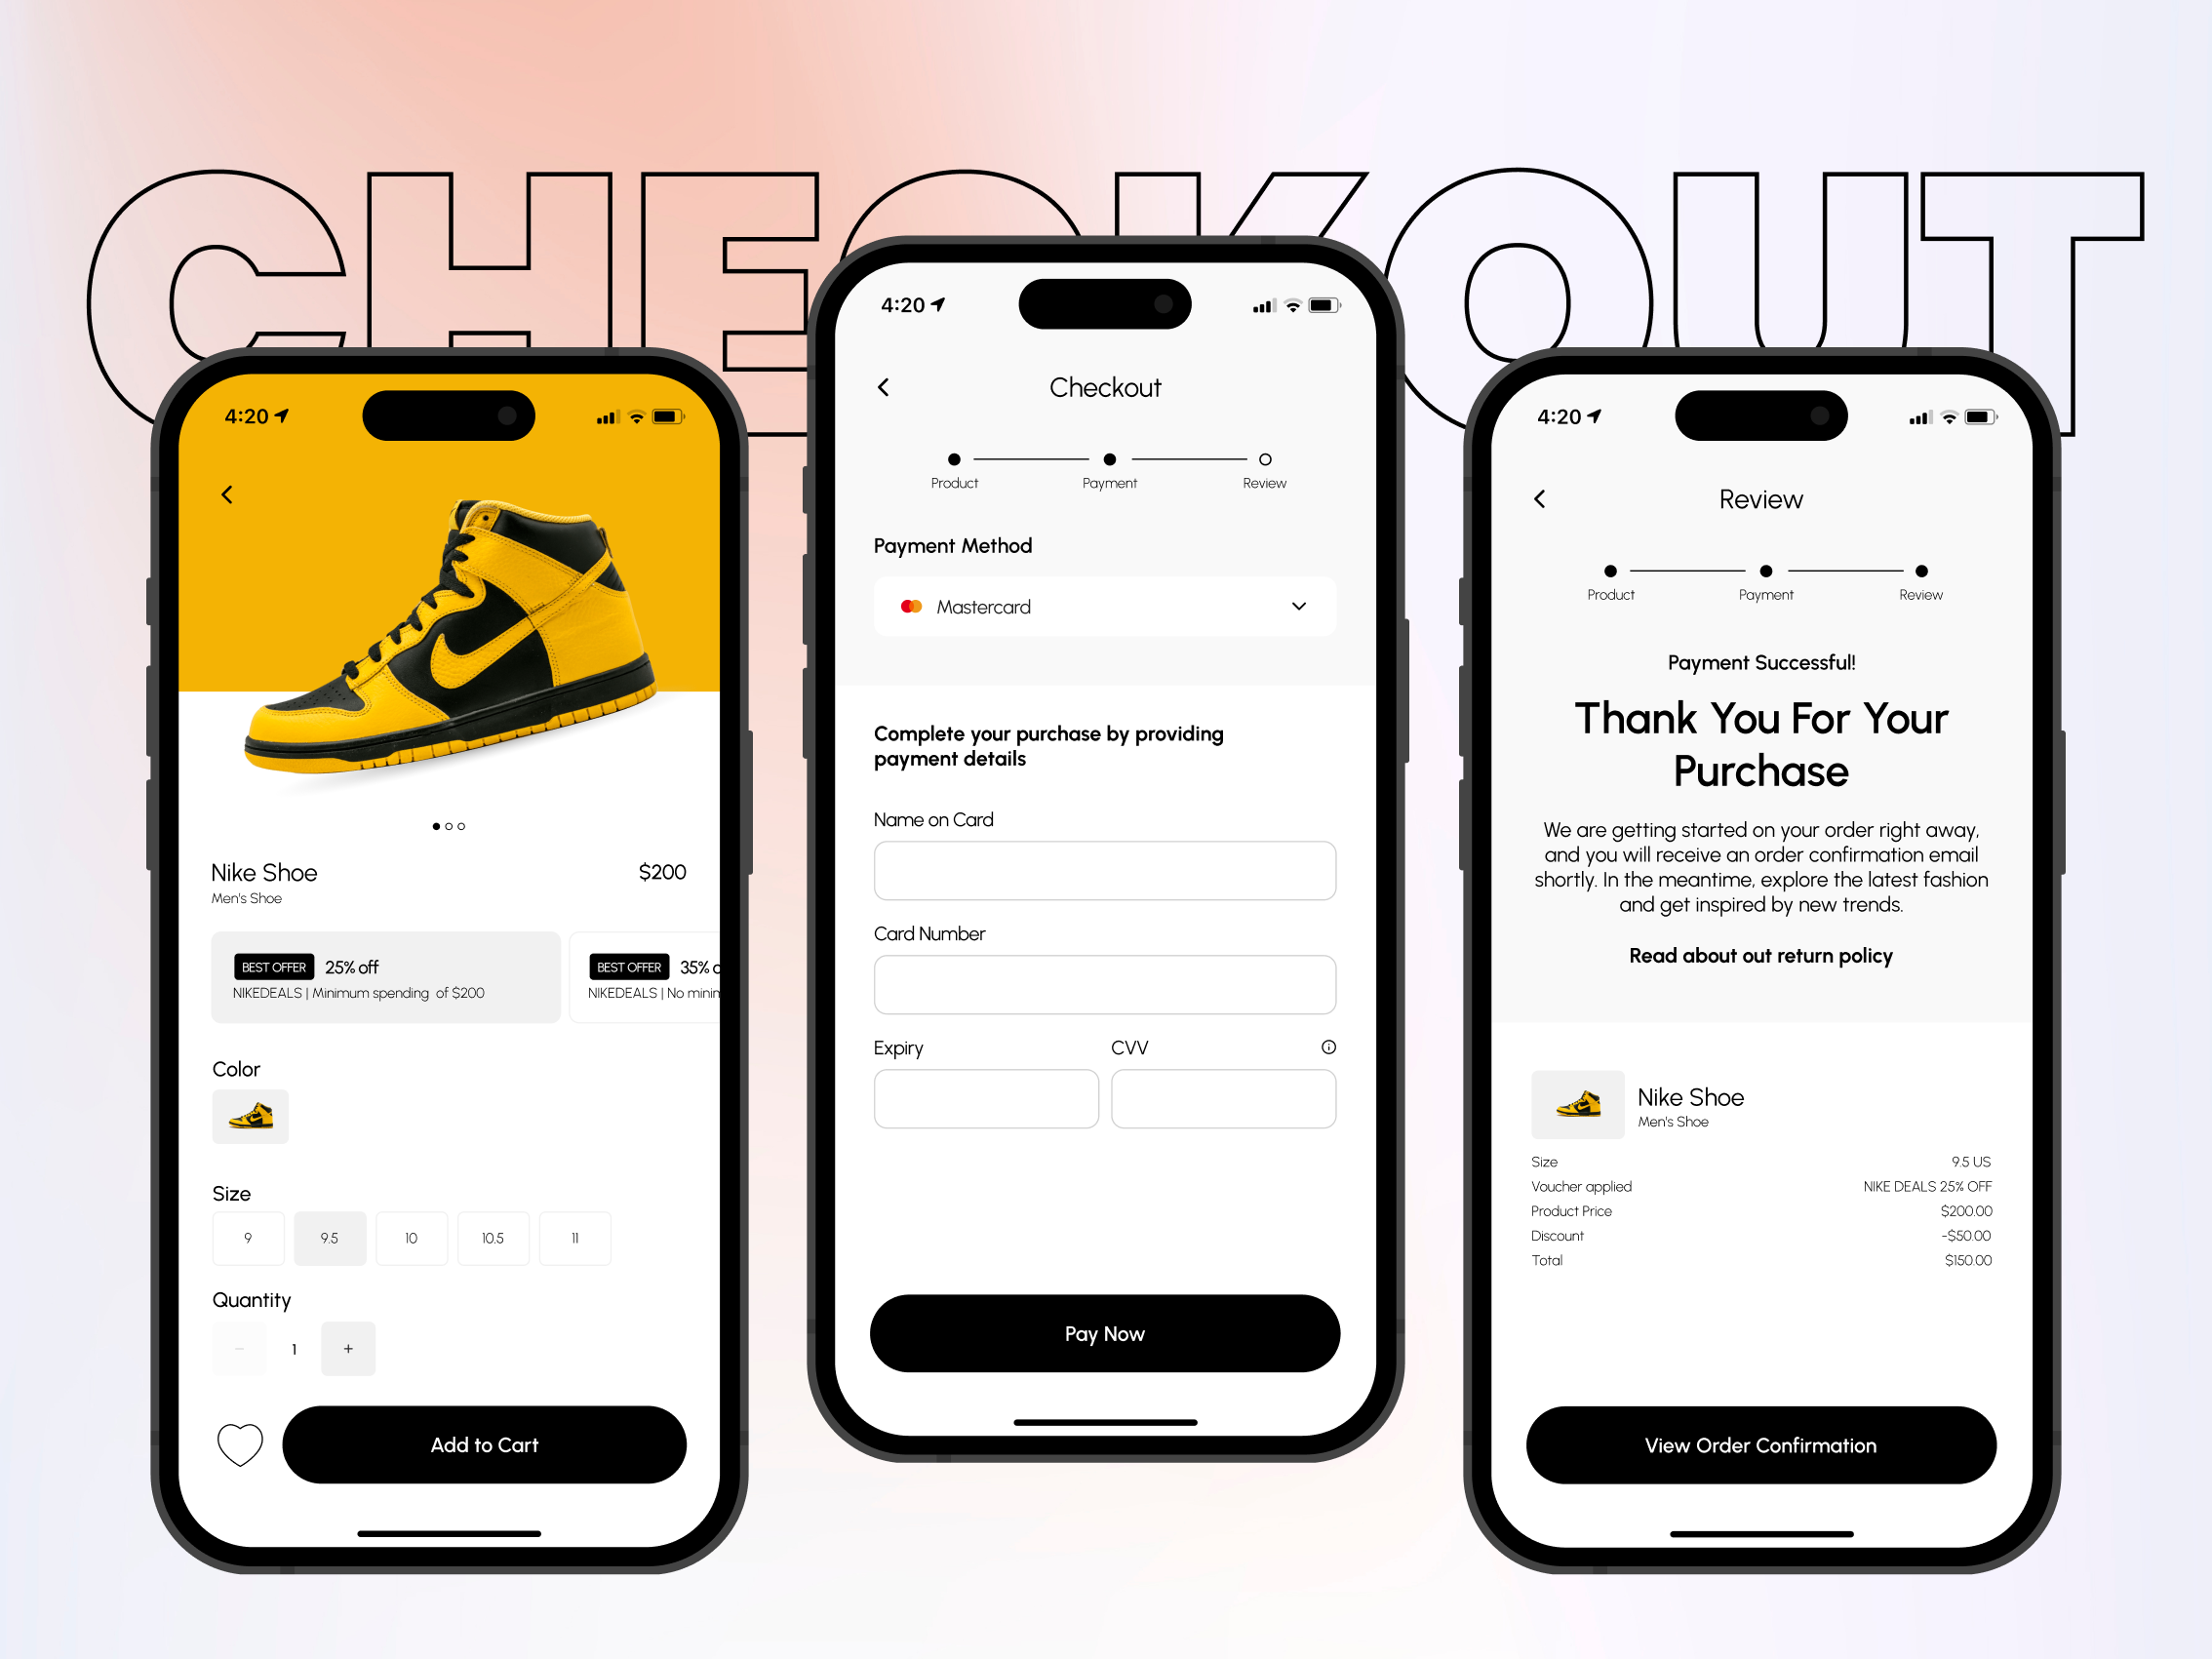 CHECKOUT
4:20
Nike Shoe
$200
Men's Shoe
BEST OFFER 25% off
NIKEDEALS | Minimum spending of $200
BEST OFFER 35%
NIKEDEALS | No
Color
Size
9
9.5
10
10.5
11
Quantity
− 1 +
Add to Cart
4:20
Checkout
Product
Payment
Review
Payment Method
Mastercard
Complete your purchase by providing
payment details
Name on Card
Card Number
Expiry
CVV
Pay Now
4:20
Review
Product
Payment
Review
Payment Successful!
Thank You For Your
Purchase
We are getting started on your order right away,
and you will receive an order confirmation email
shortly. In the meantime, explore the latest fashion
and get inspired by new trends.
Read about out return policy
Nike Shoe
Men's Shoe
Size 9.5 US
Voucher applied NIKE DEALS 25% OFF
Product Price $200.00
Discount -$50.00
Total $150.00
View Order Confirmation